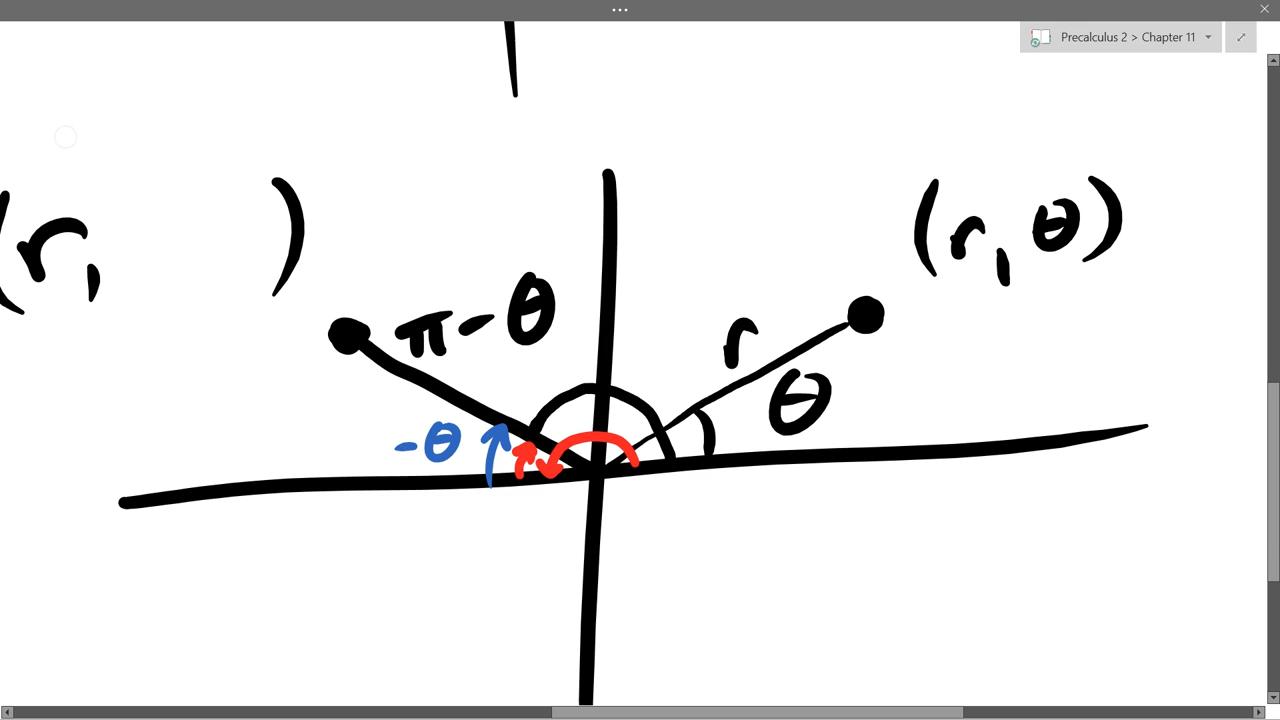 Precalculus 2 > Chapter 11
(r, )
(r, θ)
π-θ
r
θ
-θ